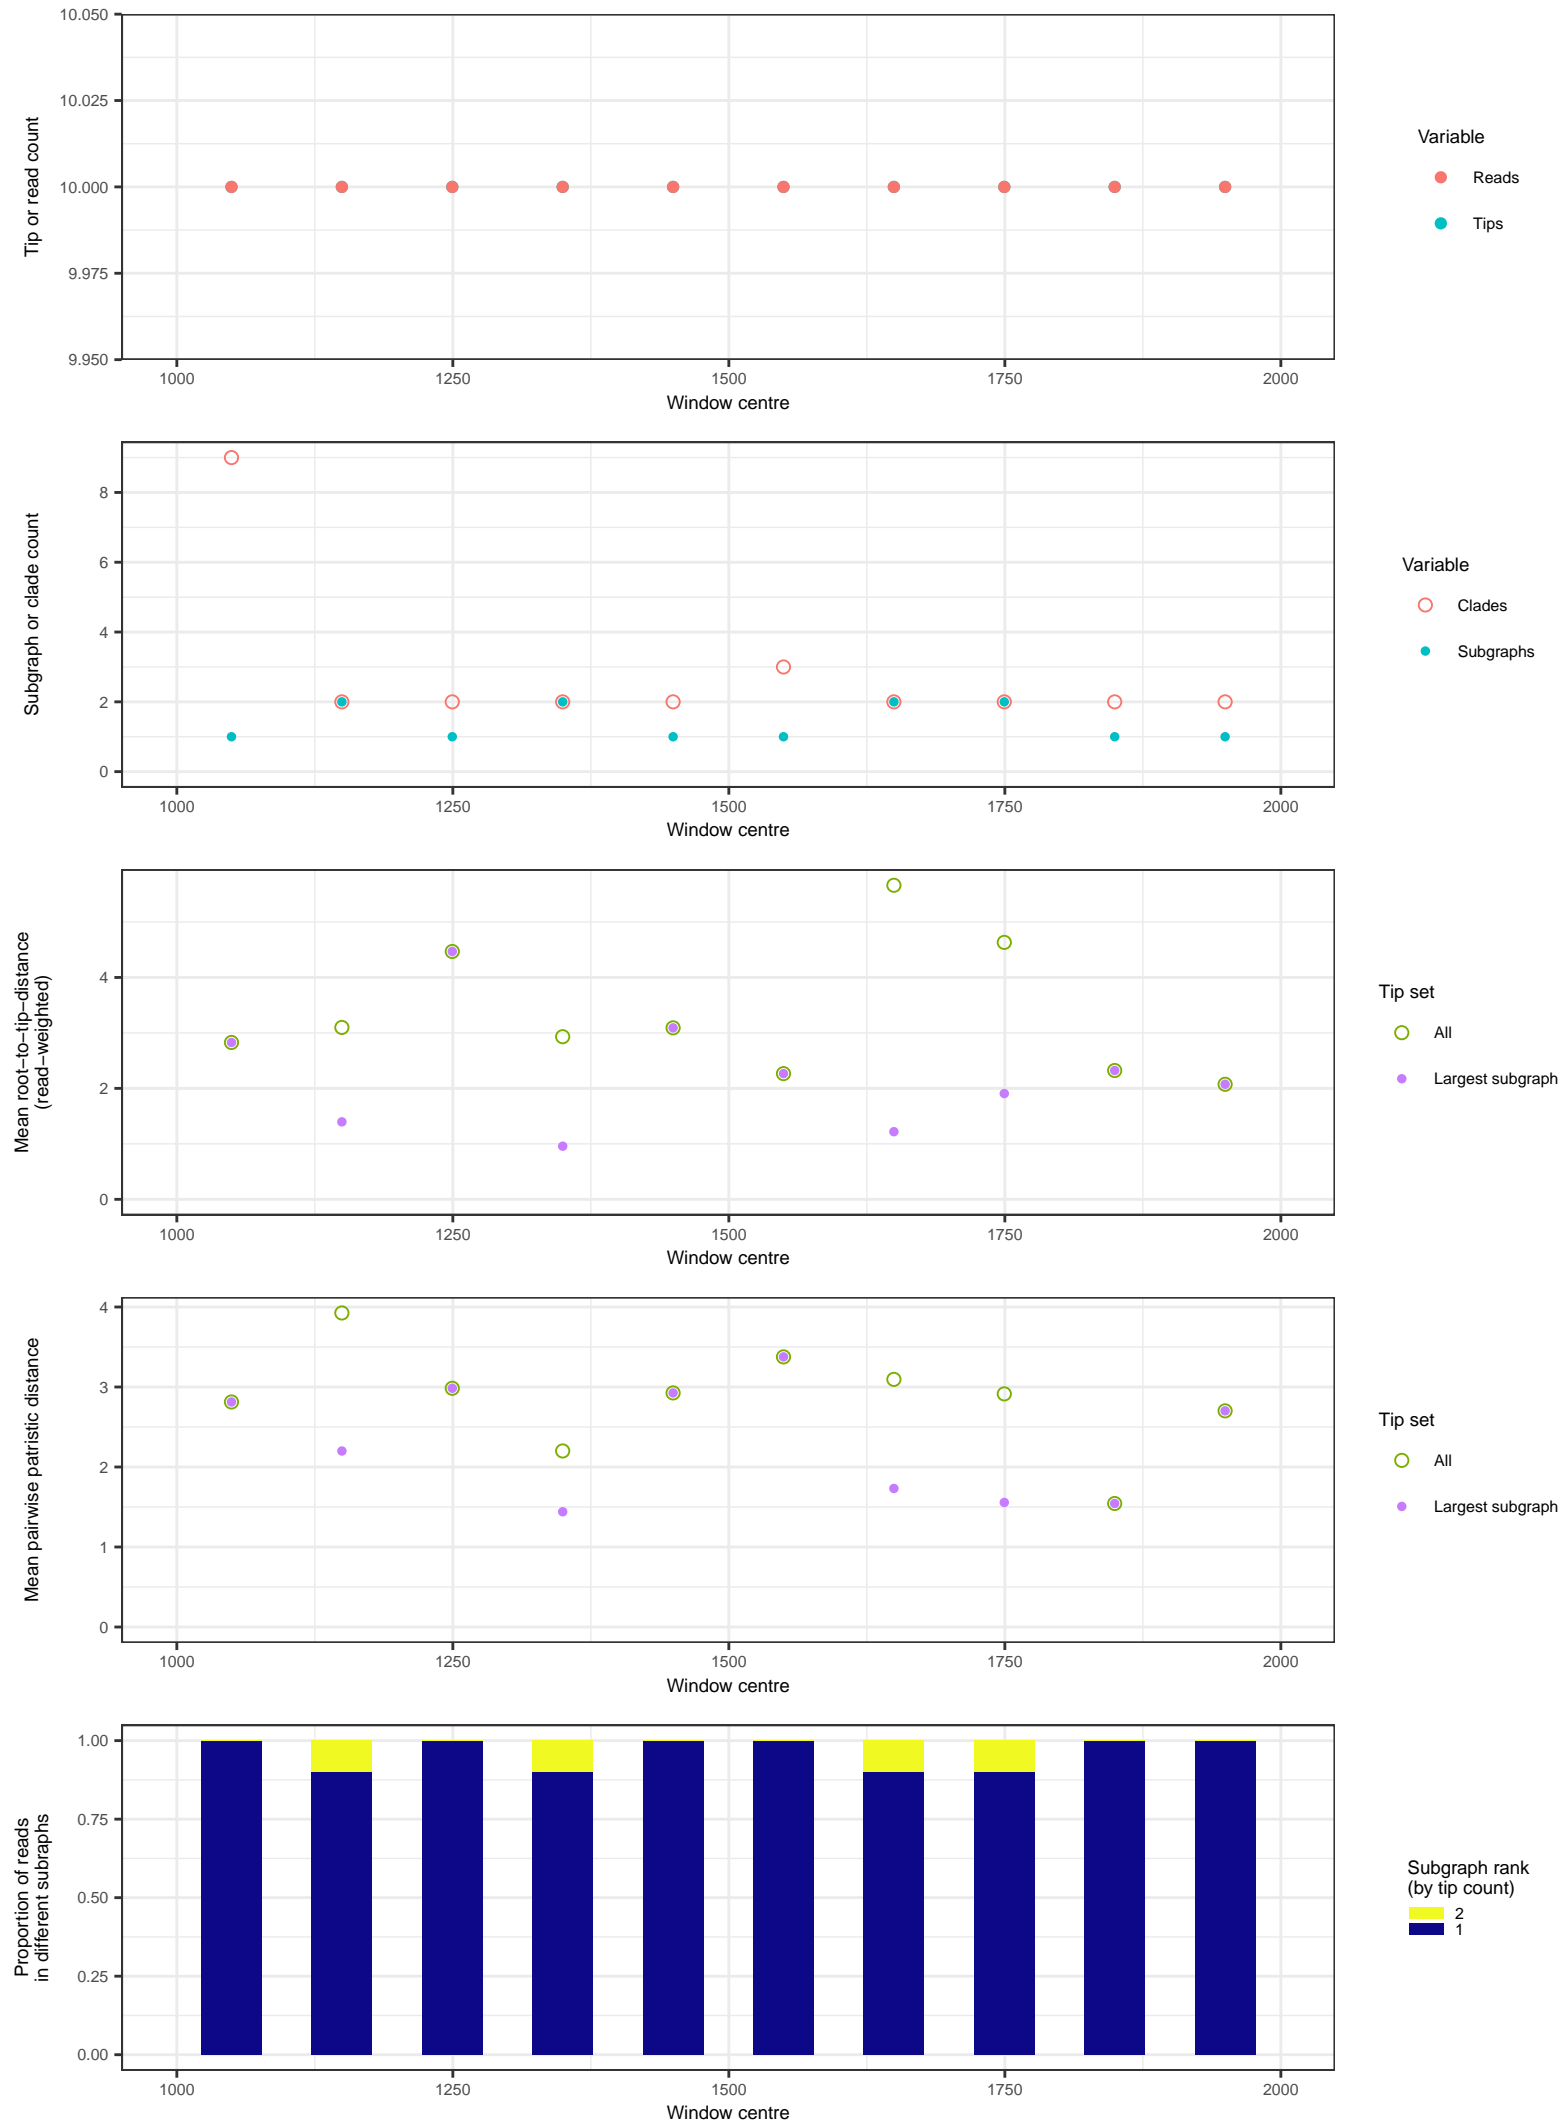 10.050
10.025
10.000
9.975
9.950
Tip or read count
1000 1250 1500 1750 2000
Window centre
Variable
Reads
Tips
8
6
4
2
0
Subgraph or clade count
1000 1250 1500 1750 2000
Window centre
Variable
Clades
Subgraphs
4
2
0
Mean root−to−tip−distance
(read−weighted)
1000 1250 1500 1750 2000
Window centre
Tip set
All
Largest subgraph
4
3
2
1
0
Mean pairwise patristic distance
1000 1250 1500 1750 2000
Window centre
Tip set
All
Largest subgraph
1.00
0.75
0.50
0.25
0.00
Proportion of reads
in different subraphs
1000 1250 1500 1750 2000
Window centre
Subgraph rank
(by tip count)
2
1